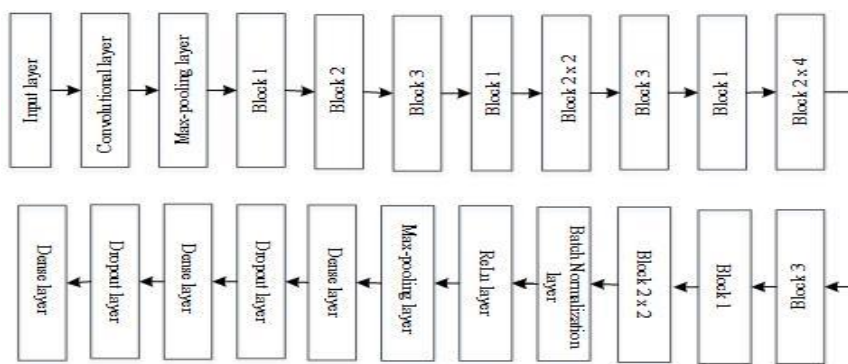 Input layer
Convolutional layer
Max-pooling layer
Block 1
Block 2
Block 3
Block 1
Block 2 x 2
Block 3
Block 1
Block 2 x 4
Block 3
Block 1
Block 2 x 2
Batch Normalization
layer
ReLu layer
Max-pooling layer
Dense layer
Dropout layer
Dense layer
Dropout layer
Dense layer